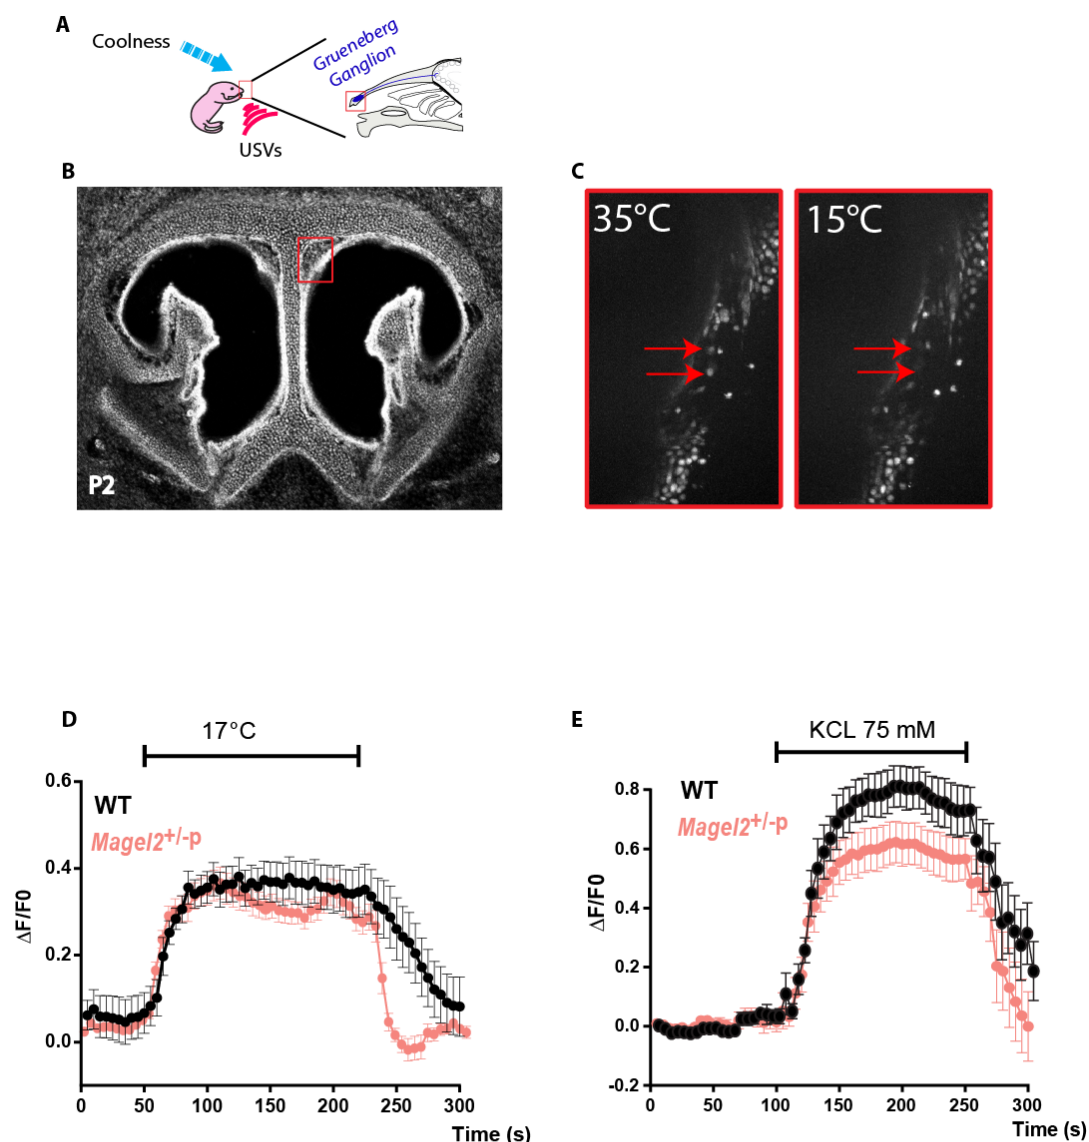 A
Coolness
Grueneberg
Ganglion
USVs
B
P2
C
35°C
15°C
D
17°C
WT
Magel2+/-p
ΔF/F0
0.6
0.4
0.2
0.0
0
50
100
150
200
250
300
Time (s)
E
KCL 75 mM
WT
Magel2+/-p
ΔF/F0
0.8
0.6
0.4
0.2
0.0
-0.2
0
50
100
150
200
250
300
Time (s)